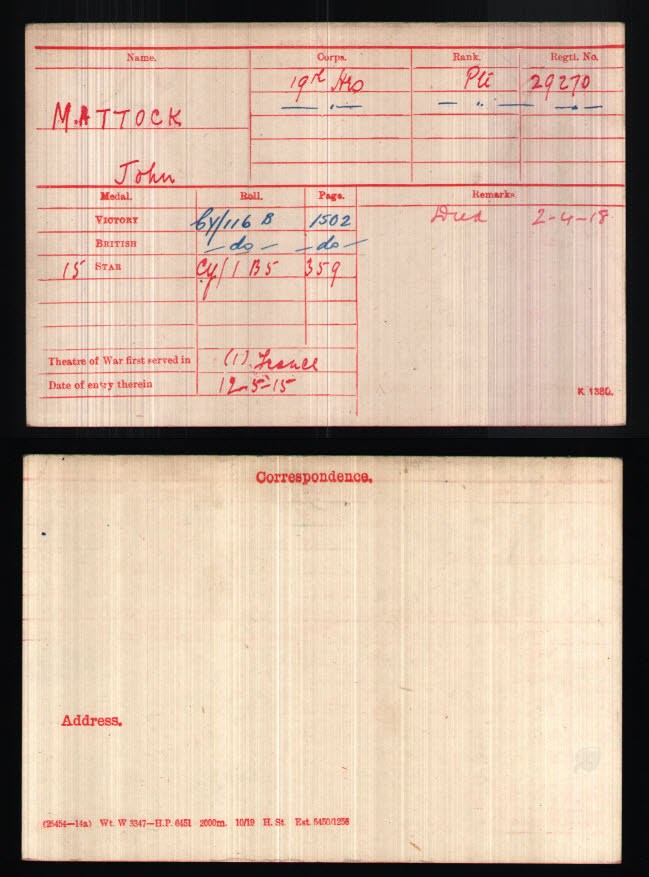 Name. Corps. Rank. Regtl. No.
19th Hrs Pte 29270
— " — — " — — " —
MATTOCK
John
Medal. Roll. Page. Remarks.
VICTORY Cy/116 B 1502 Died 2-4-18
BRITISH — do — — do —
15 STAR Cy/1 B5 359
Theatre of War first served in (1) France
Date of entry therein 12-5-15
K 1380.
Correspondence.
Address.
(25454—14a) Wt. W 3347—H.P. 6451 2000m. 10/19 H. St. Est. 5450/1258